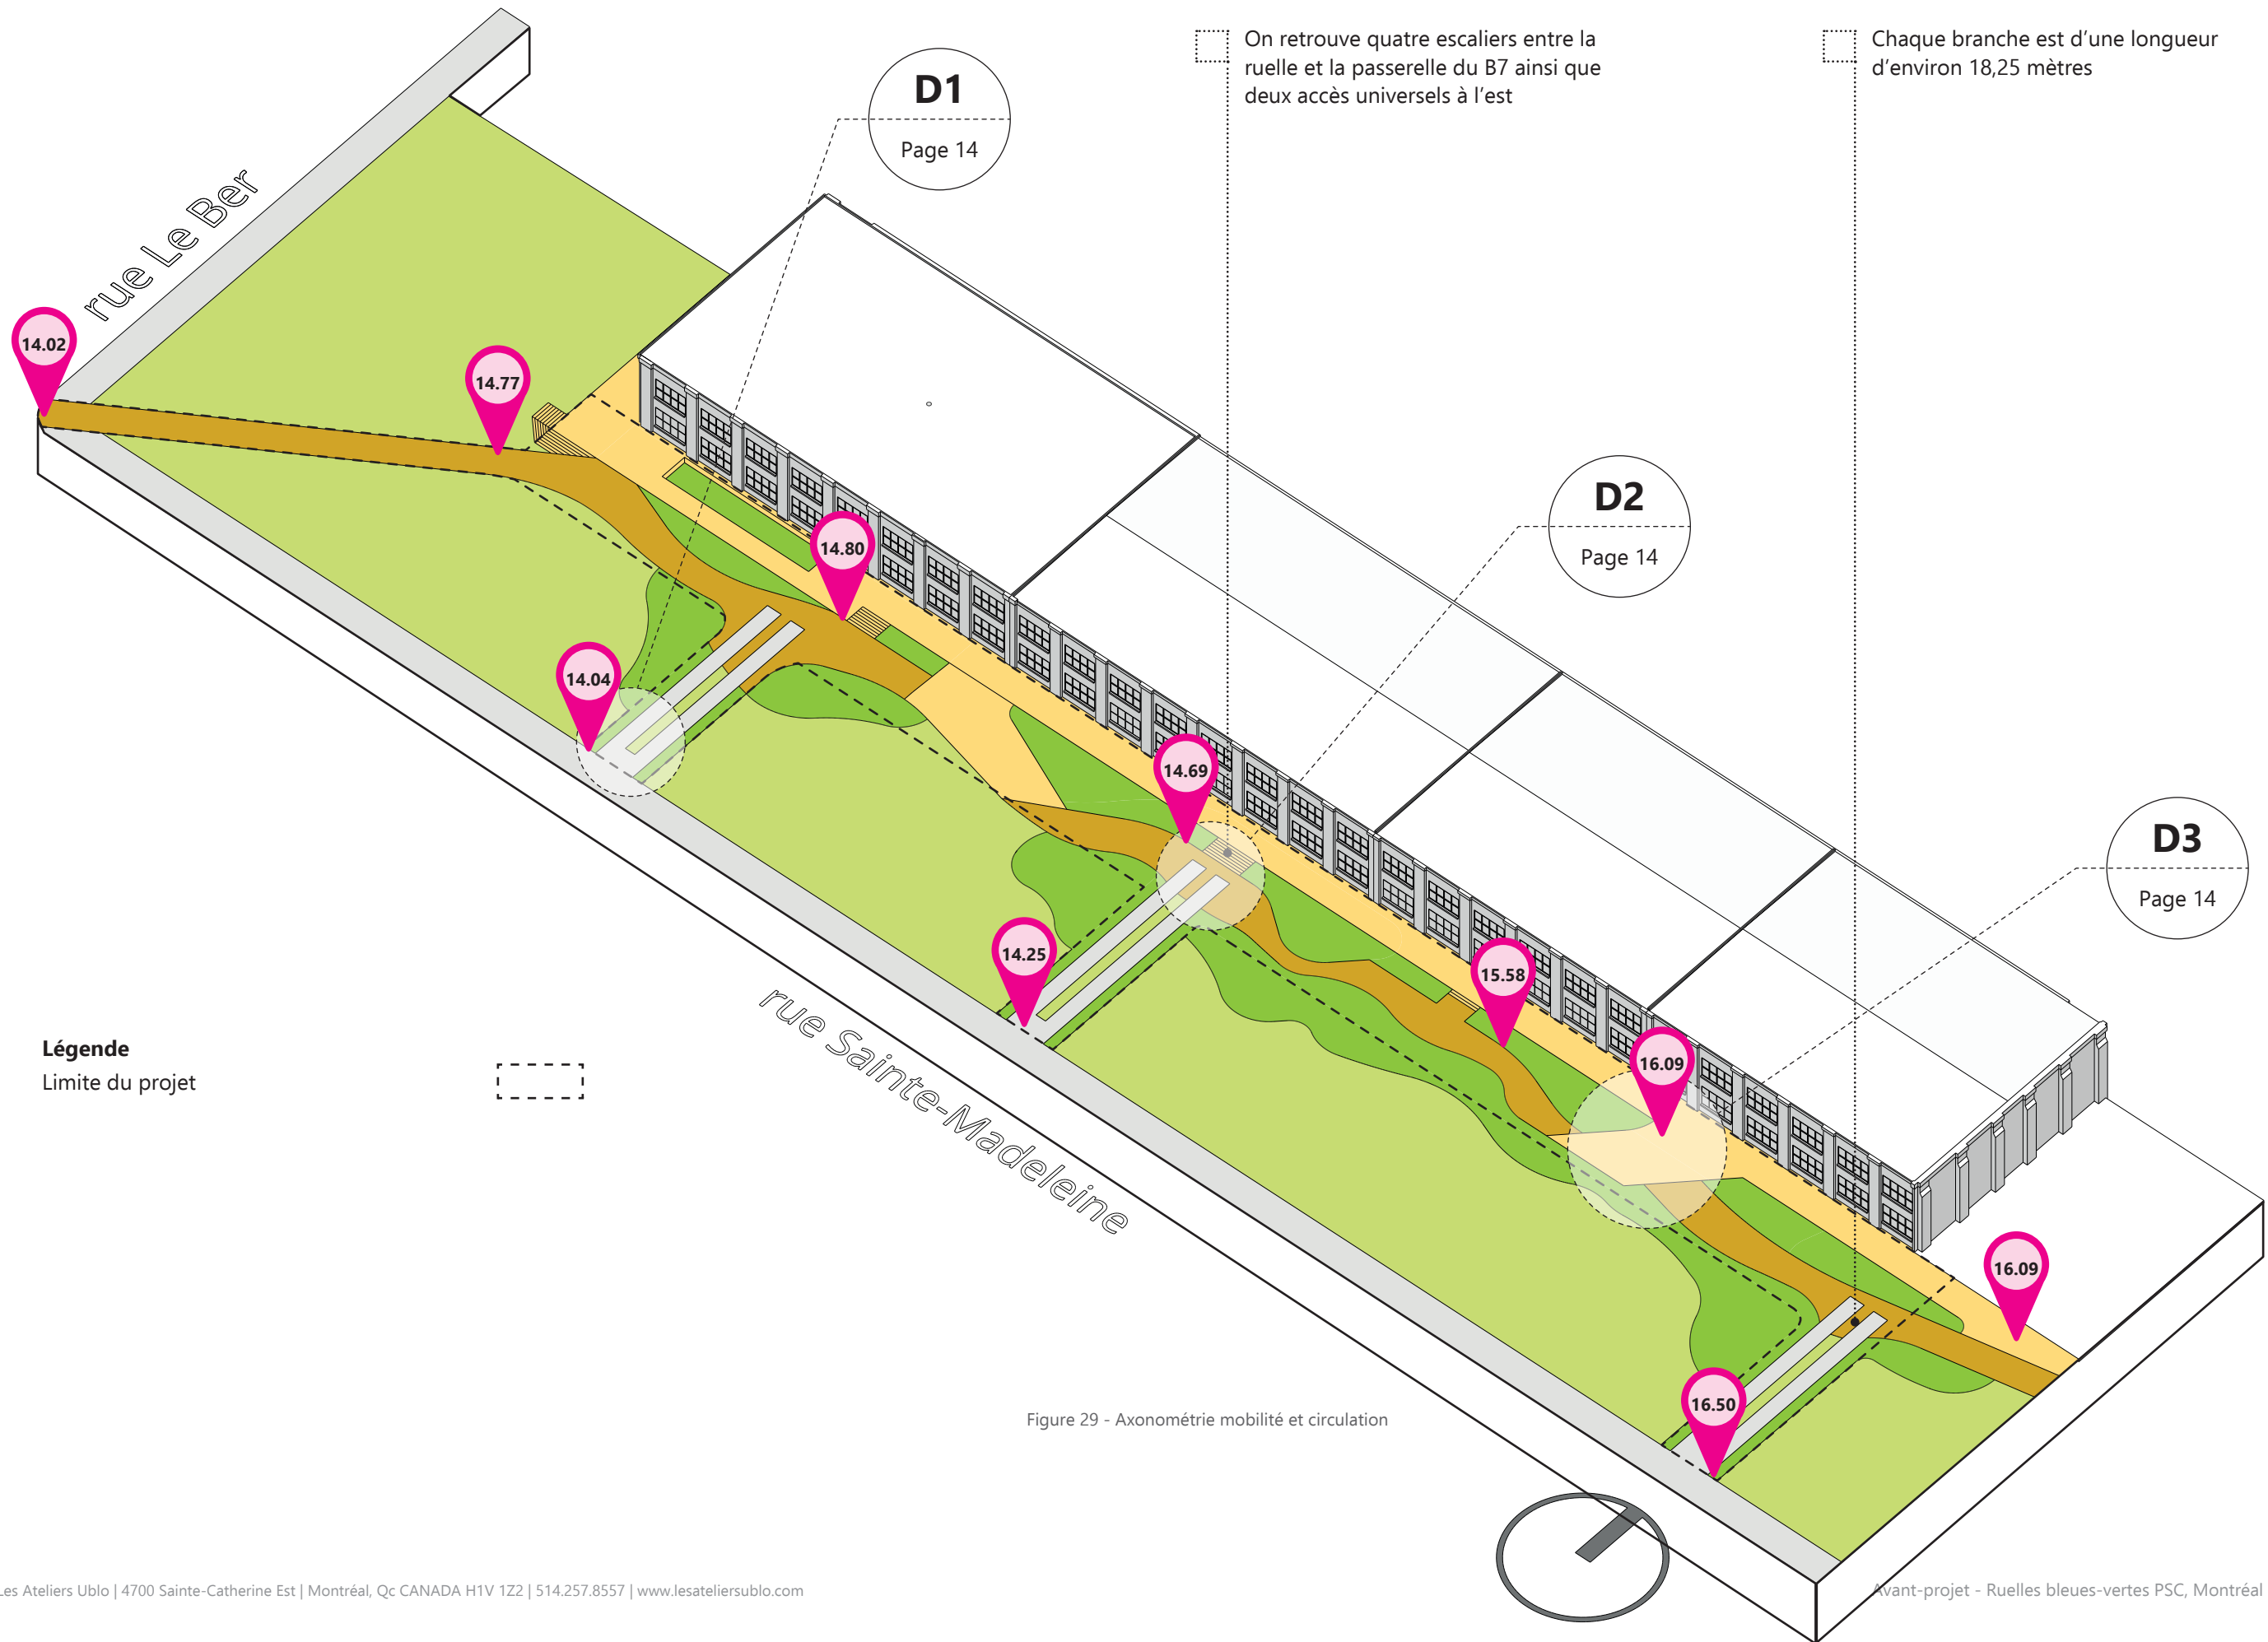 On retrouve quatre escaliers entre la
ruelle et la passerelle du B7 ainsi que
deux accès universels à l’est
Chaque branche est d’une longueur
d’environ 18,25 mètres
D1
Page 14
rue Le Ber
14.02
14.77
14.80
D2
Page 14
14.04
14.69
D3
Page 14
14.25
15.58
16.09
rue Sainte-Madeleine
Légende
Limite du projet
16.09
16.50
Figure 29 - Axonométrie mobilité et circulation
Les Ateliers Ublo | 4700 Sainte-Catherine Est | Montréal, Qc CANADA H1V 1Z2 | 514.257.8557 | www.lesateliersublo.com
Avant-projet - Ruelles bleues-vertes PSC, Montréal